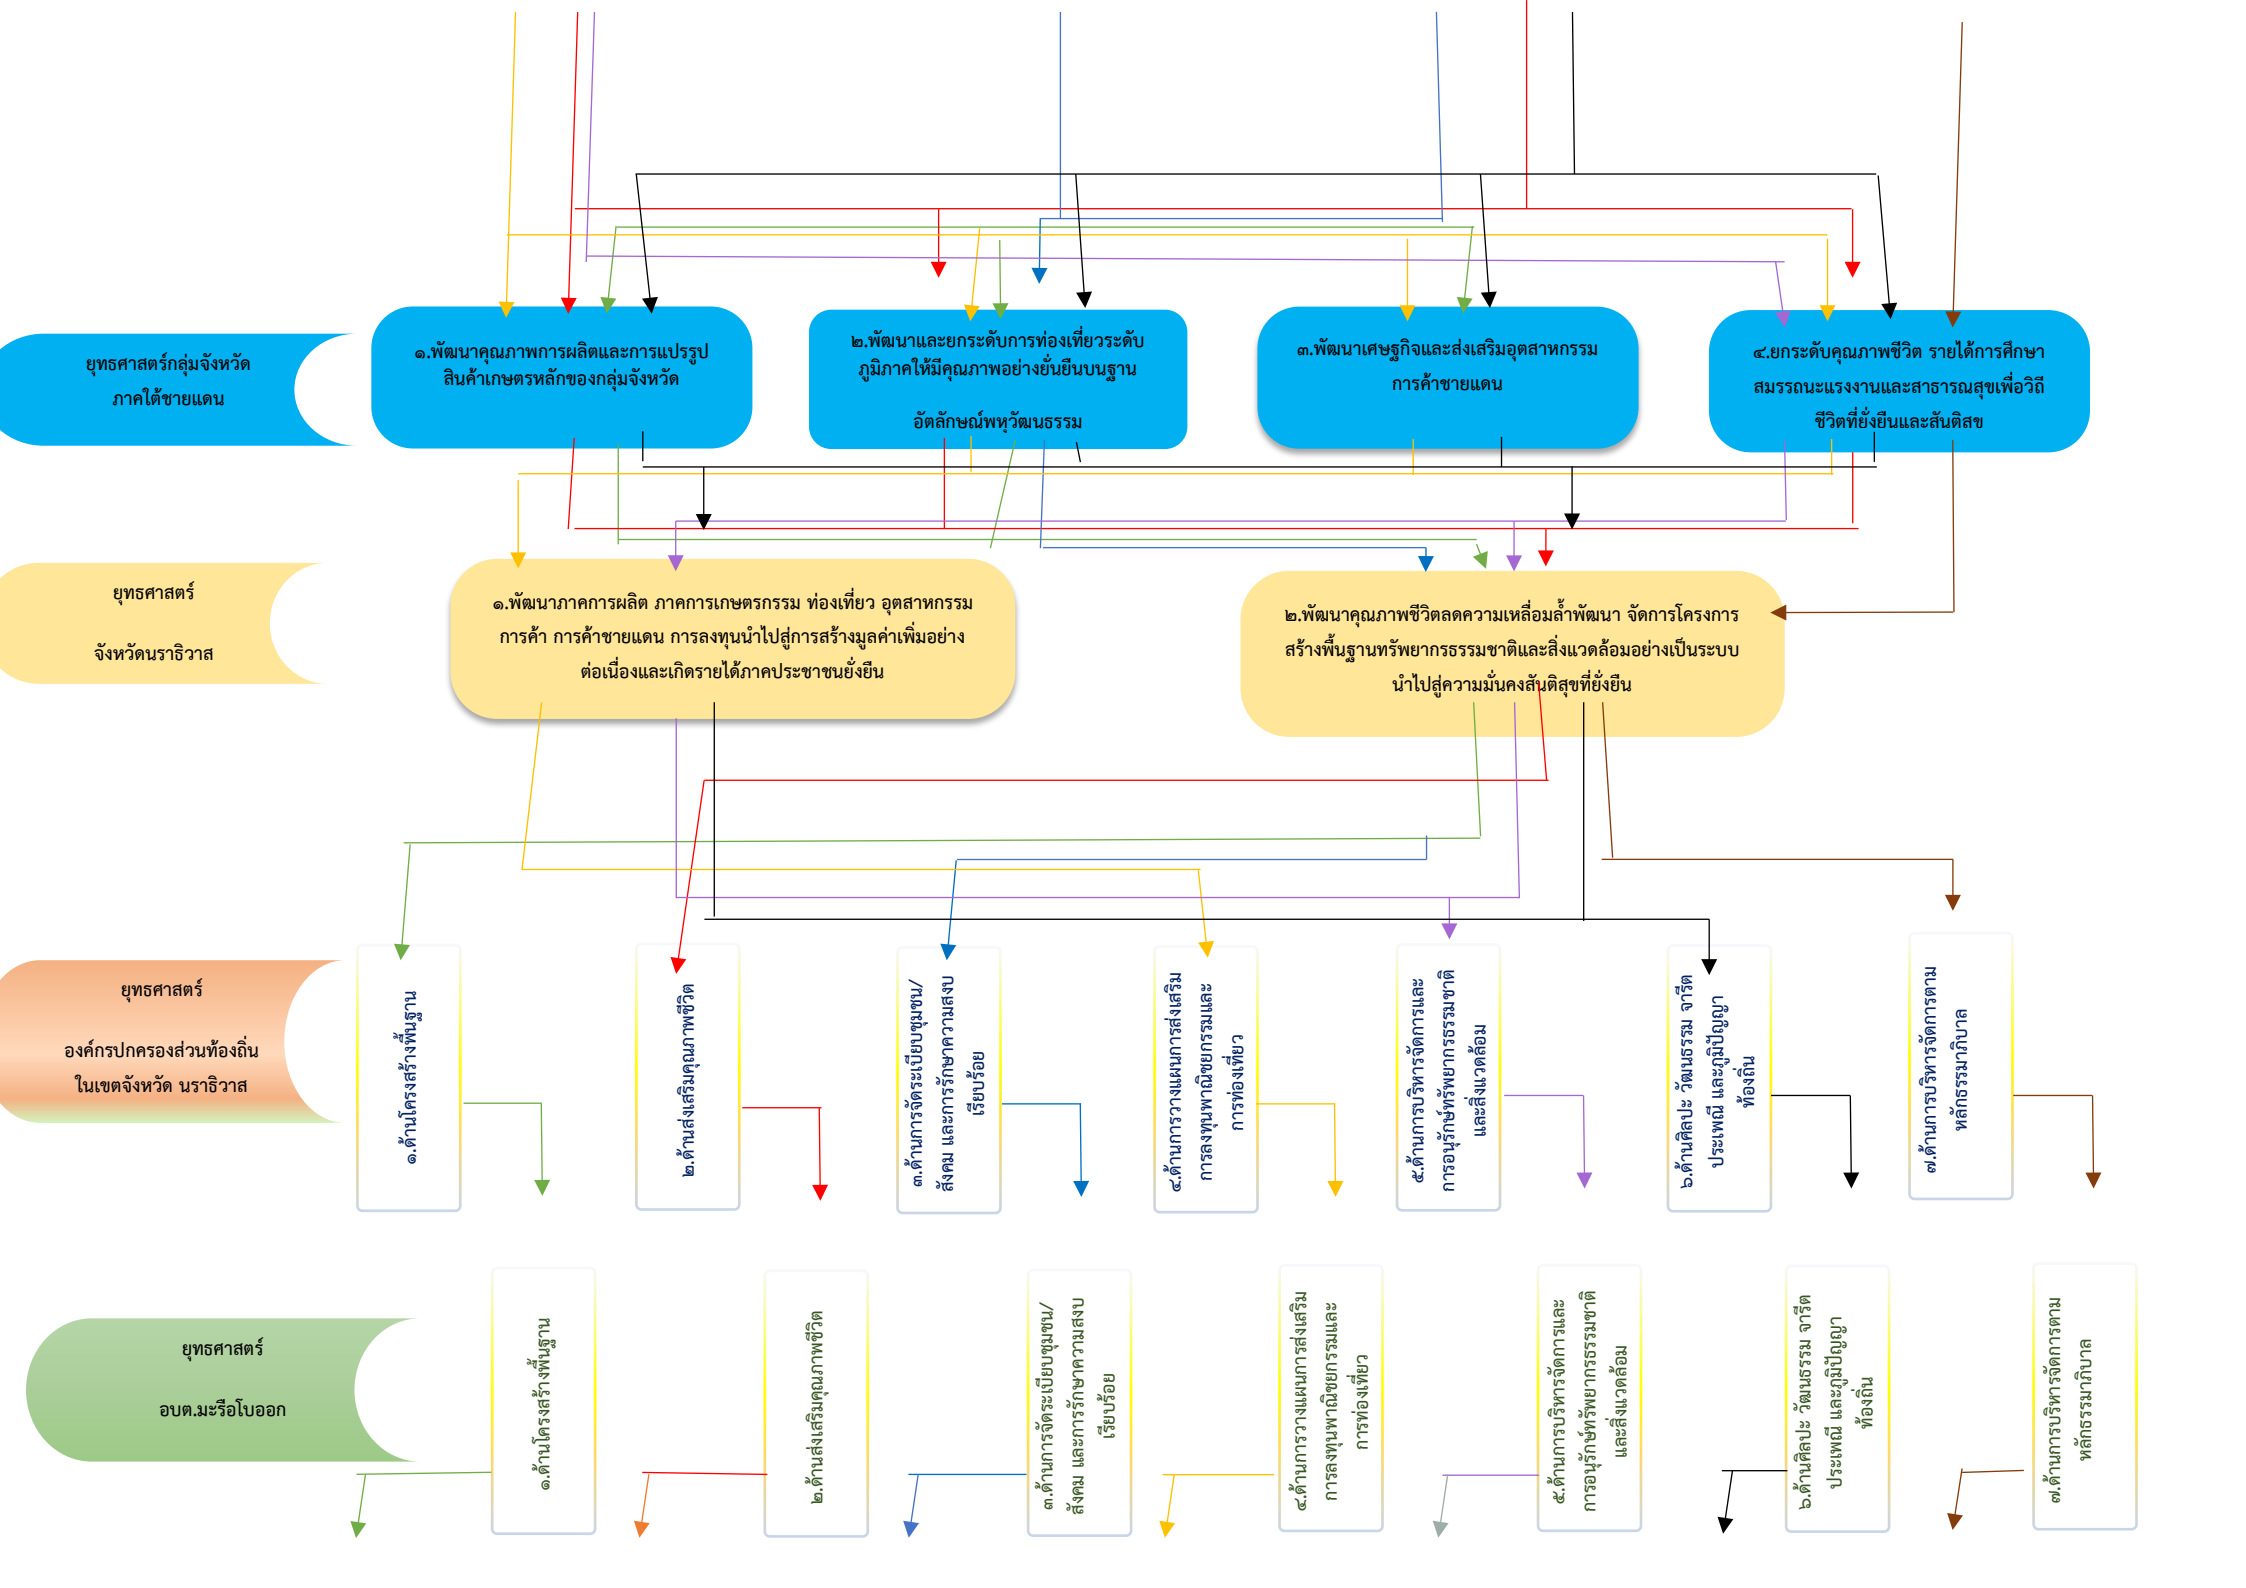 ยุทธศาสตร์กลุ่มจังหวัด
ภาคใต้ชายแดน
๑.พัฒนาคุณภาพการผลิตและการแปรรูป
สินค้าเกษตรหลักของกลุ่มจังหวัด
๒.พัฒนาและยกระดับการท่องเที่ยวระดับ
ภูมิภาคให้มีคุณภาพอย่างยั่นยืนบนฐาน
อัตลักษณ์พหุวัฒนธรรม
๓.พัฒนาเศรษฐกิจและส่งเสริมอุตสาหกรรม
การค้าชายแดน
๔.ยกระดับคุณภาพชีวิต รายได้การศึกษา
สมรรถนะแรงงานและสาธารณสุขเพื่อวิถี
ชีวิตที่ยั่งยืนและสันติสข
ยุทธศาสตร์
จังหวัดนราธิวาส
๑.พัฒนาภาคการผลิต ภาคการเกษตรกรรม ท่องเที่ยว อุตสาหกรรม
การค้า การค้าชายแดน การลงทุนนำไปสู่การสร้างมูลค่าเพิ่มอย่าง
ต่อเนื่องและเกิดรายได้ภาคประชาชนยั่งยืน
๒.พัฒนาคุณภาพชีวิตลดความเหลื่อมล้ำพัฒนา จัดการโครงการ
สร้างพื้นฐานทรัพยากรธรรมชาติและสิ่งแวดล้อมอย่างเป็นระบบ
นำไปสู่ความมั่นคงสันติสุขที่ยั่งยืน
ยุทธศาสตร์
องค์กรปกครองส่วนท้องถิ่น
ในเขตจังหวัด นราธิวาส
๑.ด้านโครงสร้างพื้นฐาน
๒.ด้านส่งเสริมคุณภาพชีวิต
๓.ด้านการจัดระเบียบชุมชน/
สังคม และการรักษาความสงบ
เรียบร้อย
๔.ด้านการวางแผนการส่งเสริม
การลงทุนพาณิชยกรรมและ
การท่องเที่ยว
๕.ด้านการบริหารจัดการและ
การอนุรักษ์ทรัพยากรธรรมชาติ
และสิ่งแวดล้อม
๖.ด้านศิลปะ วัฒนธรรม จารีต
ประเพณี และภูมิปัญญา
ท้องถิ่น
๗.ด้านการบริหารจัดการตาม
หลักธรรมาภิบาล
ยุทธศาสตร์
อบต.มะรือโบออก
๑.ด้านโครงสร้างพื้นฐาน
๒.ด้านส่งเสริมคุณภาพชีวิต
๓.ด้านการจัดระเบียบชุมชน/
สังคม และการรักษาความสงบ
เรียบร้อย
๔.ด้านการวางแผนการส่งเสริม
การลงทุนพาณิชยกรรมและ
การท่องเที่ยว
๕.ด้านการบริหารจัดการและ
การอนุรักษ์ทรัพยากรธรรมชาติ
และสิ่งแวดล้อม
๖.ด้านศิลปะ วัฒนธรรม จารีต
ประเพณี และภูมิปัญญา
ท้องถิ่น
๗.ด้านการบริหารจัดการตาม
หลักธรรมาภิบาล